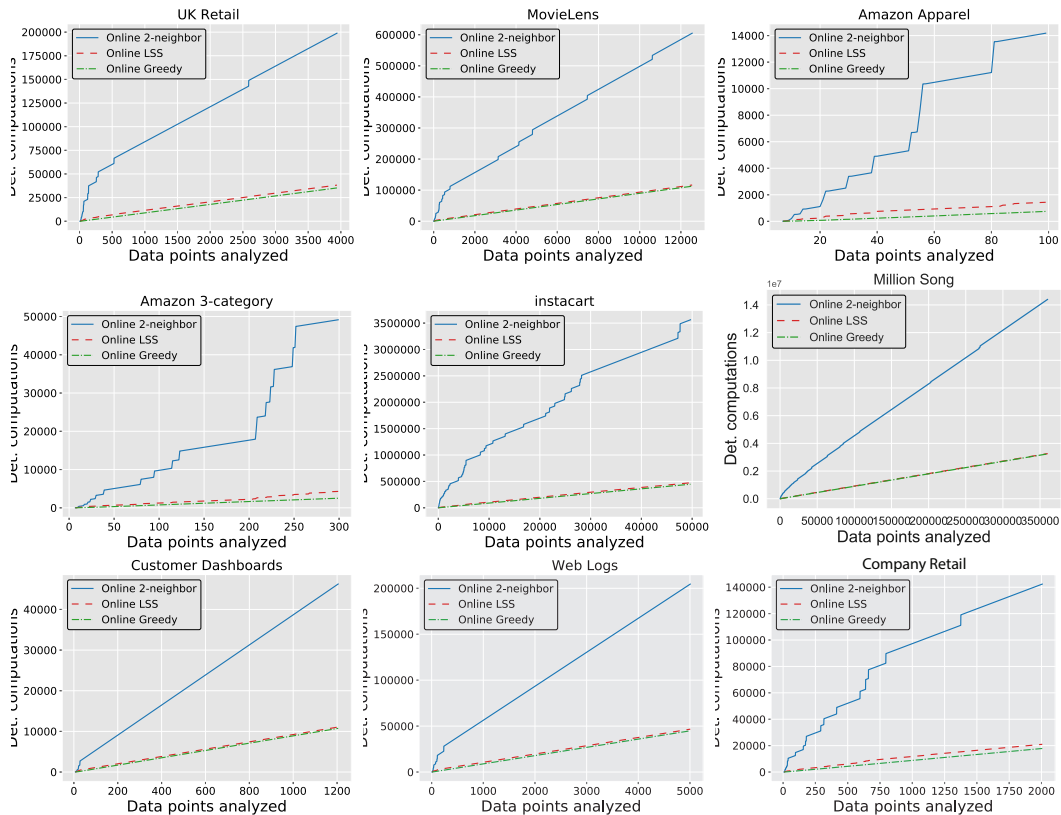 UK Retail
200000
175000
150000
125000
100000
75000
50000
25000
0
Det. computations
Online 2-neighbor
Online LSS
Online Greedy
0 500 1000 1500 2000 2500 3000 3500 4000
Data points analyzed
MovieLens
600000
500000
400000
300000
200000
100000
0
Det. computations
Online 2-neighbor
Online LSS
Online Greedy
0 2000 4000 6000 8000 10000 12000
Data points analyzed
Amazon Apparel
14000
12000
10000
8000
6000
4000
2000
0
Det. computations
Online 2-neighbor
Online LSS
Online Greedy
20 40 60 80 100
Data points analyzed
Amazon 3-category
50000
40000
30000
20000
10000
0
Det. computations
Online 2-neighbor
Online LSS
Online Greedy
0 50 100 150 200 250 300
Data points analyzed
instacart
3500000
3000000
2500000
2000000
1500000
1000000
500000
0
Det. computations
Online 2-neighbor
Online LSS
Online Greedy
0 10000 20000 30000 40000 50000
Data points analyzed
Million Song
1e7
1.4
1.2
1.0
0.8
0.6
0.4
0.2
0.0
Det. computations
Online 2-neighbor
Online LSS
Online Greedy
0 50000 100000 150000 200000 250000 300000 350000
Data points analyzed
Customer Dashboards
40000
30000
20000
10000
0
Det. computations
Online 2-neighbor
Online LSS
Online Greedy
0 200 400 600 800 1000 1200
Data points analyzed
Web Logs
200000
150000
100000
50000
0
Det. computations
Online 2-neighbor
Online LSS
Online Greedy
0 1000 2000 3000 4000 5000
Data points analyzed
Company Retail
140000
120000
100000
80000
60000
40000
20000
0
Det. computations
Online 2-neighbor
Online LSS
Online Greedy
0 250 500 750 1000 1250 1500 1750 2000
Data points analyzed